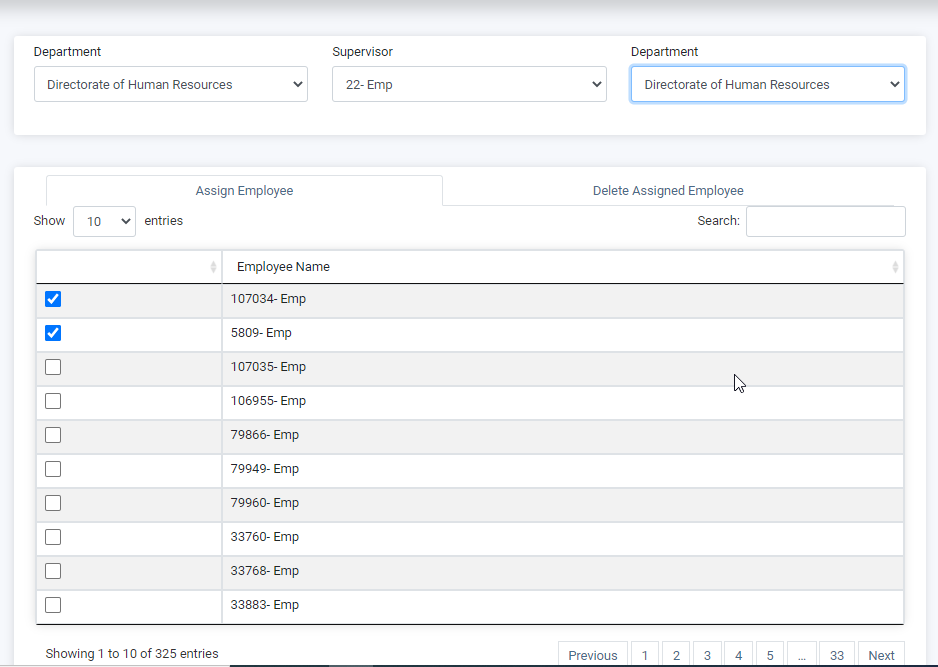 Department Supervisor Department
Directorate of Human Resources 22- Emp Directorate of Human Resources
Assign Employee Delete Assigned Employee
Show 10 entries Search:
Employee Name
107034- Emp
5809- Emp
107035- Emp
106955- Emp
79866- Emp
79949- Emp
79960- Emp
33760- Emp
33768- Emp
33883- Emp
Showing 1 to 10 of 325 entries Previous 1 2 3 4 5 ... 33 Next